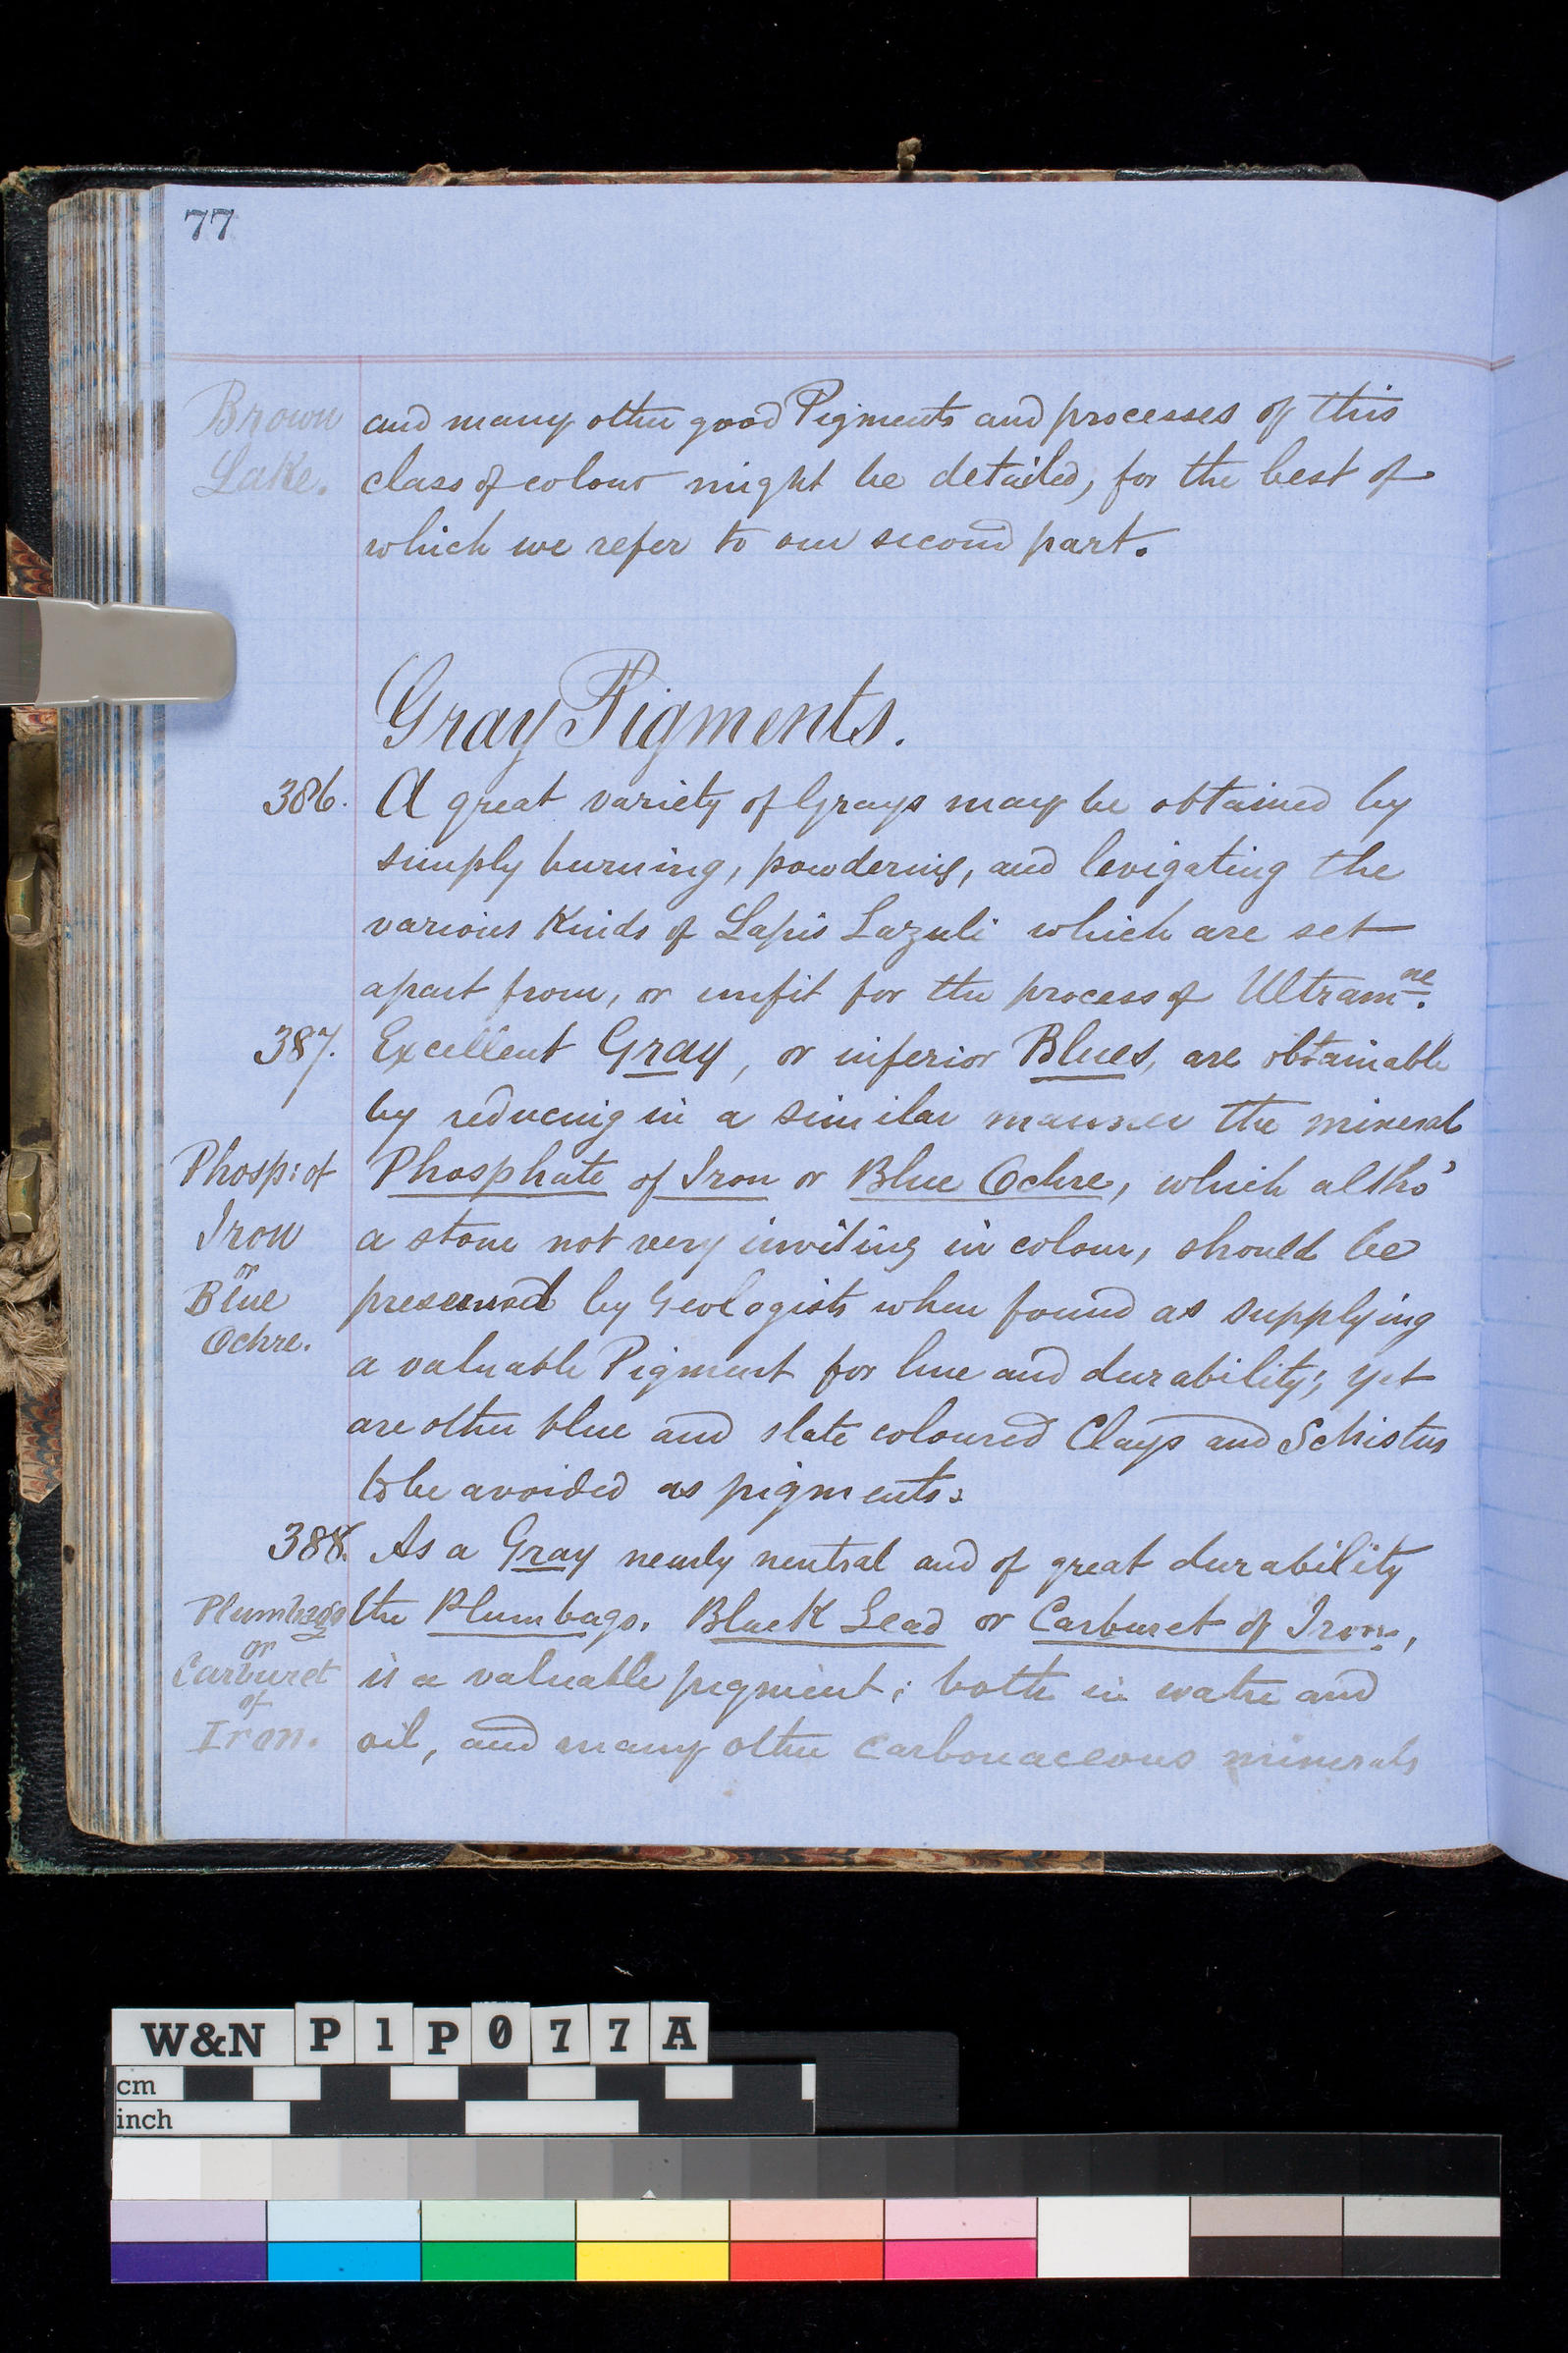 77
Brown
Lake.
and many other good Pigments and processes of this
class of colour might be detailed, for the best of
which we refer to our second part.
Gray Pigments.
386. A great variety of Grays may be obtained by
simply burning, powdering, and levigating the
various Kinds of Lapis Lazuli which are set
apart from, or unfit for the process of Ultramne.
387. Excellent Gray, or inferior Blues, are obtainable
by reducing in a similar manner the mineral
Phosp: of
Iron
or
Blue
Ochre.
Phosphate of Iron or Blue Ochre, which altho'
a stone not very inviting in colour, should be
preserved by Geologists when found as supplying
a valuable Pigment for hue and durability; yet
are other blue and slate coloured Clays and Schistus
to be avoided as pigments.
388. As a Gray nearly neutral and of great durability
Plumbago
or
Carburet
of
Iron.
the Plumbago. Black Lead or Carburet of Iron,
is a valuable pigment; both in water and
oil, and many other Carbonaceous minerals
W&N P1P077A
cm
inch